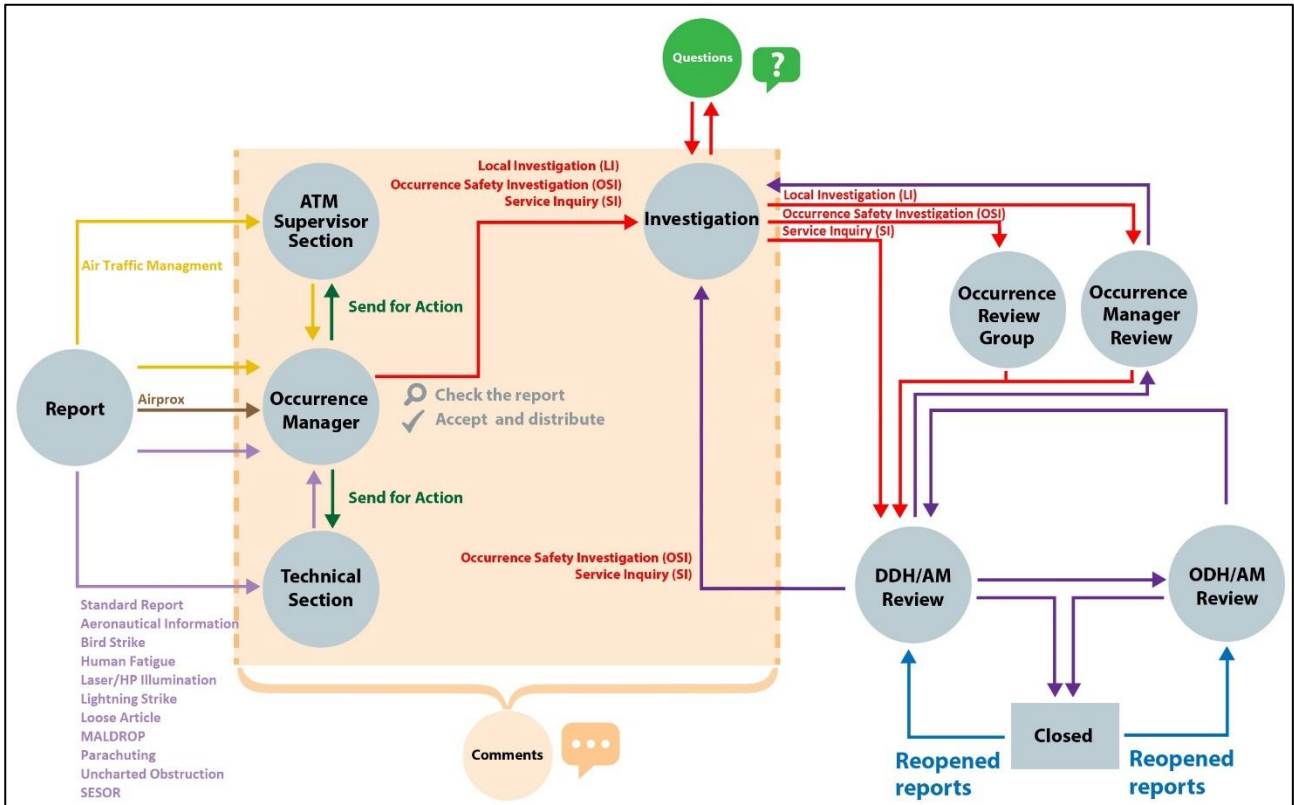 Questions
?
Local Investigation (LI)
Occurrence Safety Investigation (OSI)
Service Inquiry (SI)
ATM
Supervisor
Section
Investigation
Local Investigation (LI)
Occurrence Safety Investigation (OSI)
Service Inquiry (SI)
Air Traffic Managment
Send for Action
Occurrence
Review
Group
Occurrence
Manager
Review
Report
Airprox
Occurrence
Manager
Check the report
Accept and distribute
Send for Action
Technical
Section
Occurrence Safety Investigation (OSI)
Service Inquiry (SI)
DDH/AM
Review
ODH/AM
Review
Standard Report
Aeronautical Information
Bird Strike
Human Fatigue
Laser/HP Illumination
Lightning Strike
Loose Article
MALDROP
Parachuting
Uncharted Obstruction
SESOR
Comments
Closed
Reopened
reports
Reopened
reports